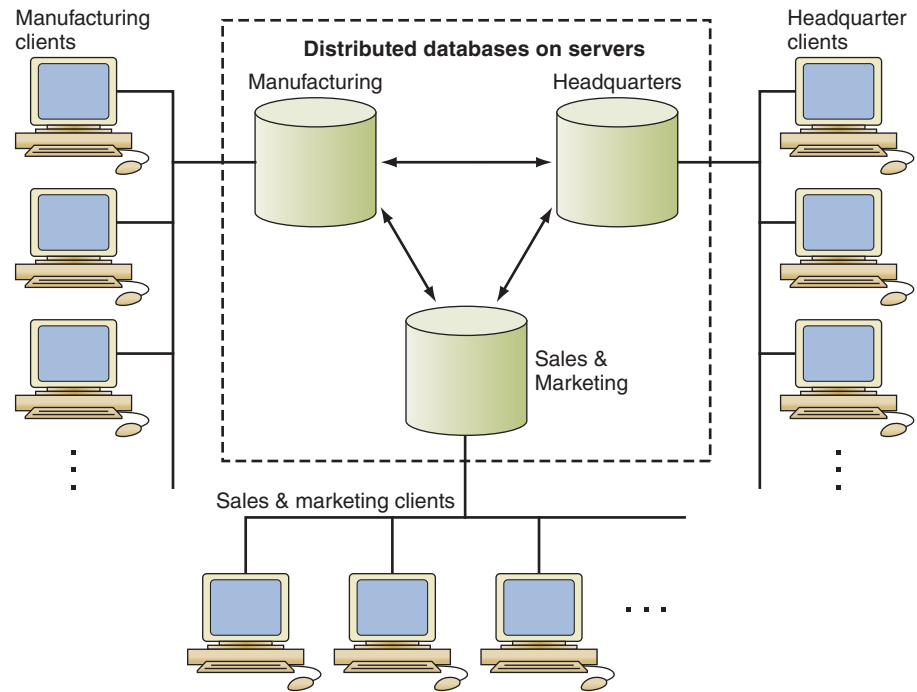 Manufacturing
clients
Headquarter
clients
Distributed databases on servers
Manufacturing
Headquarters
Sales &
Marketing
Sales & marketing clients